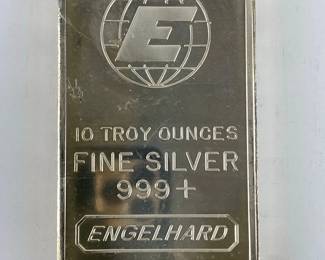 E
10 TROY OUNCES
FINE SILVER
999+
ENGELHARD